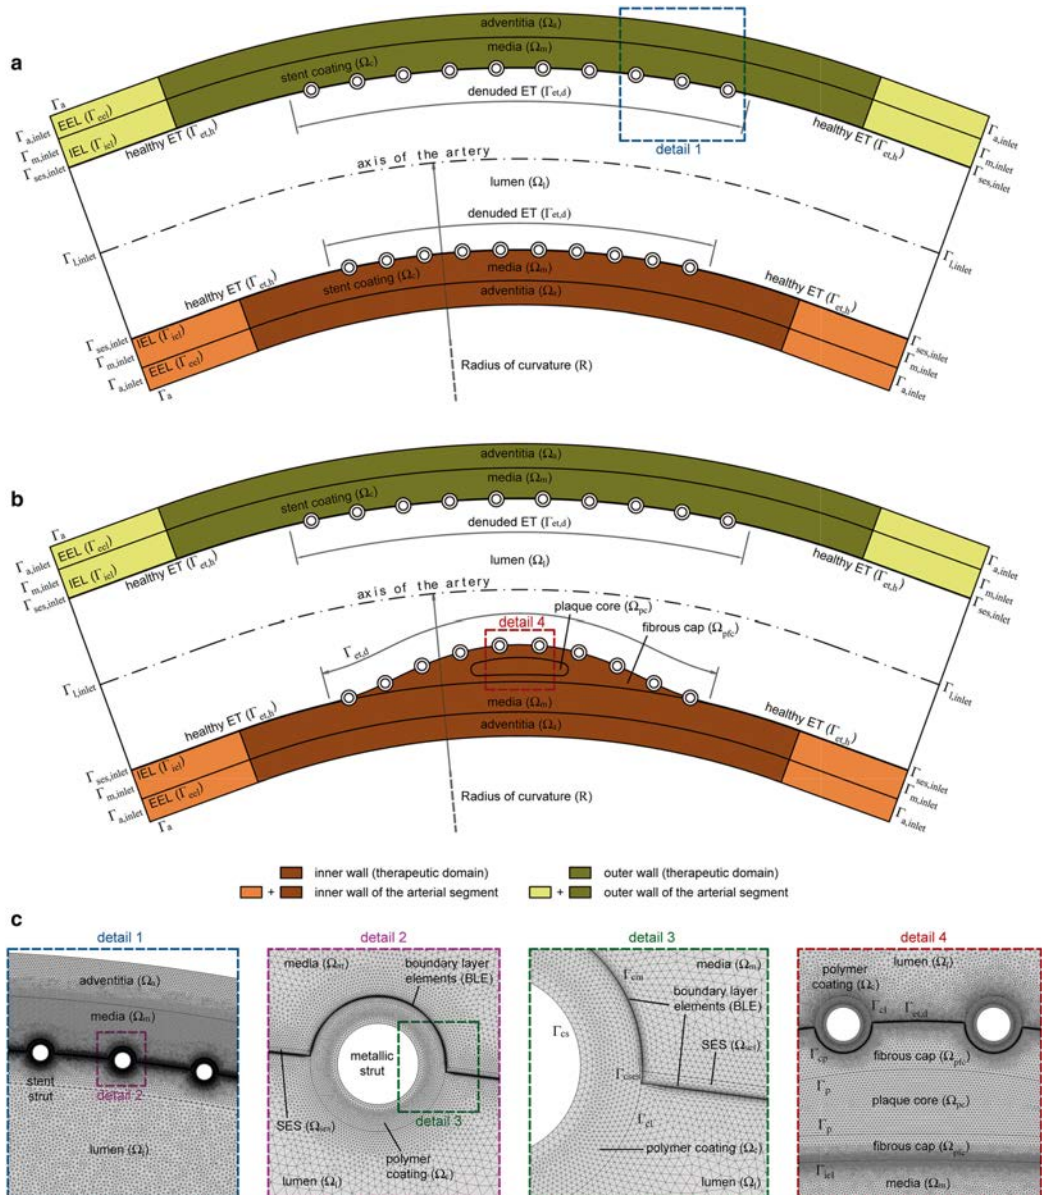 a
adventitia (Ωa)
media (Ωm)
stent coating (Ωc)
denuded ET (Γet,d)
detail 1
Γa
EEL (Γeel)
Γa,inlet
IEL (Γiel)
Γm,inlet
Γses,inlet
healthy ET (Γet,h)
healthy ET (Γet,h)
Γa,inlet
Γm,inlet
Γses,inlet
axis of the artery
lumen (Ωl)
denuded ET (Γet,d)
Γl,inlet
Γl,inlet
healthy ET (Γet,h)
stent coating (Ωc)
media (Ωm)
adventitia (Ωa)
healthy ET (Γet,h)
Γses,inlet
IEL (Γiel)
Γm,inlet
EEL (Γeel)
Γa,inlet
Γa
Γses,inlet
Γm,inlet
Γa,inlet
Radius of curvature (R)
b
adventitia (Ωa)
media (Ωm)
stent coating (Ωc)
denuded ET (Γet,d)
lumen (Ωl)
Γa
EEL (Γeel)
Γa,inlet
IEL (Γiel)
Γm,inlet
Γses,inlet
healthy ET (Γet,h)
healthy ET (Γet,h)
Γa,inlet
Γm,inlet
Γses,inlet
axis of the artery
plaque core (Ωpc)
detail 4
fibrous cap (Ωpfc)
Γet,d
Γl,inlet
Γl,inlet
healthy ET (Γet,h)
media (Ωm)
adventitia (Ωa)
healthy ET (Γet,h)
Γses,inlet
IEL (Γiel)
Γm,inlet
EEL (Γeel)
Γa,inlet
Γa
Γses,inlet
Γm,inlet
Γa,inlet
Radius of curvature (R)
inner wall (therapeutic domain)
outer wall (therapeutic domain)
+ inner wall of the arterial segment
+ outer wall of the arterial segment
c
detail 1
adventitia (Ωa)
media (Ωm)
stent
strut
detail 2
lumen (Ωl)
detail 2
media (Ωm)
boundary layer
elements (BLE)
metallic
strut
SES (Ωses)
detail 3
polymer
coating (Ωc)
lumen (Ωl)
detail 3
Γcm
media (Ωm)
boundary layer
elements (BLE)
Γcs
SES (Ωses)
Γcses
Γcl
polymer coating (Ωc)
lumen (Ωl)
detail 4
lumen (Ωl)
polymer
coating (Ωc)
Γcl
Γet,d
Γcp
fibrous cap (Ωpfc)
Γp
plaque core (Ωpc)
Γp
fibrous cap (Ωpfc)
Γiel
media (Ωm)